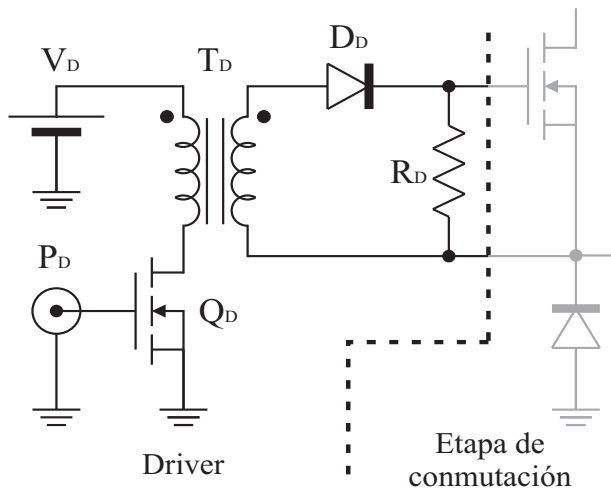 VD
TD
DD
RD
PD
QD
Driver
Etapa de
conmutación